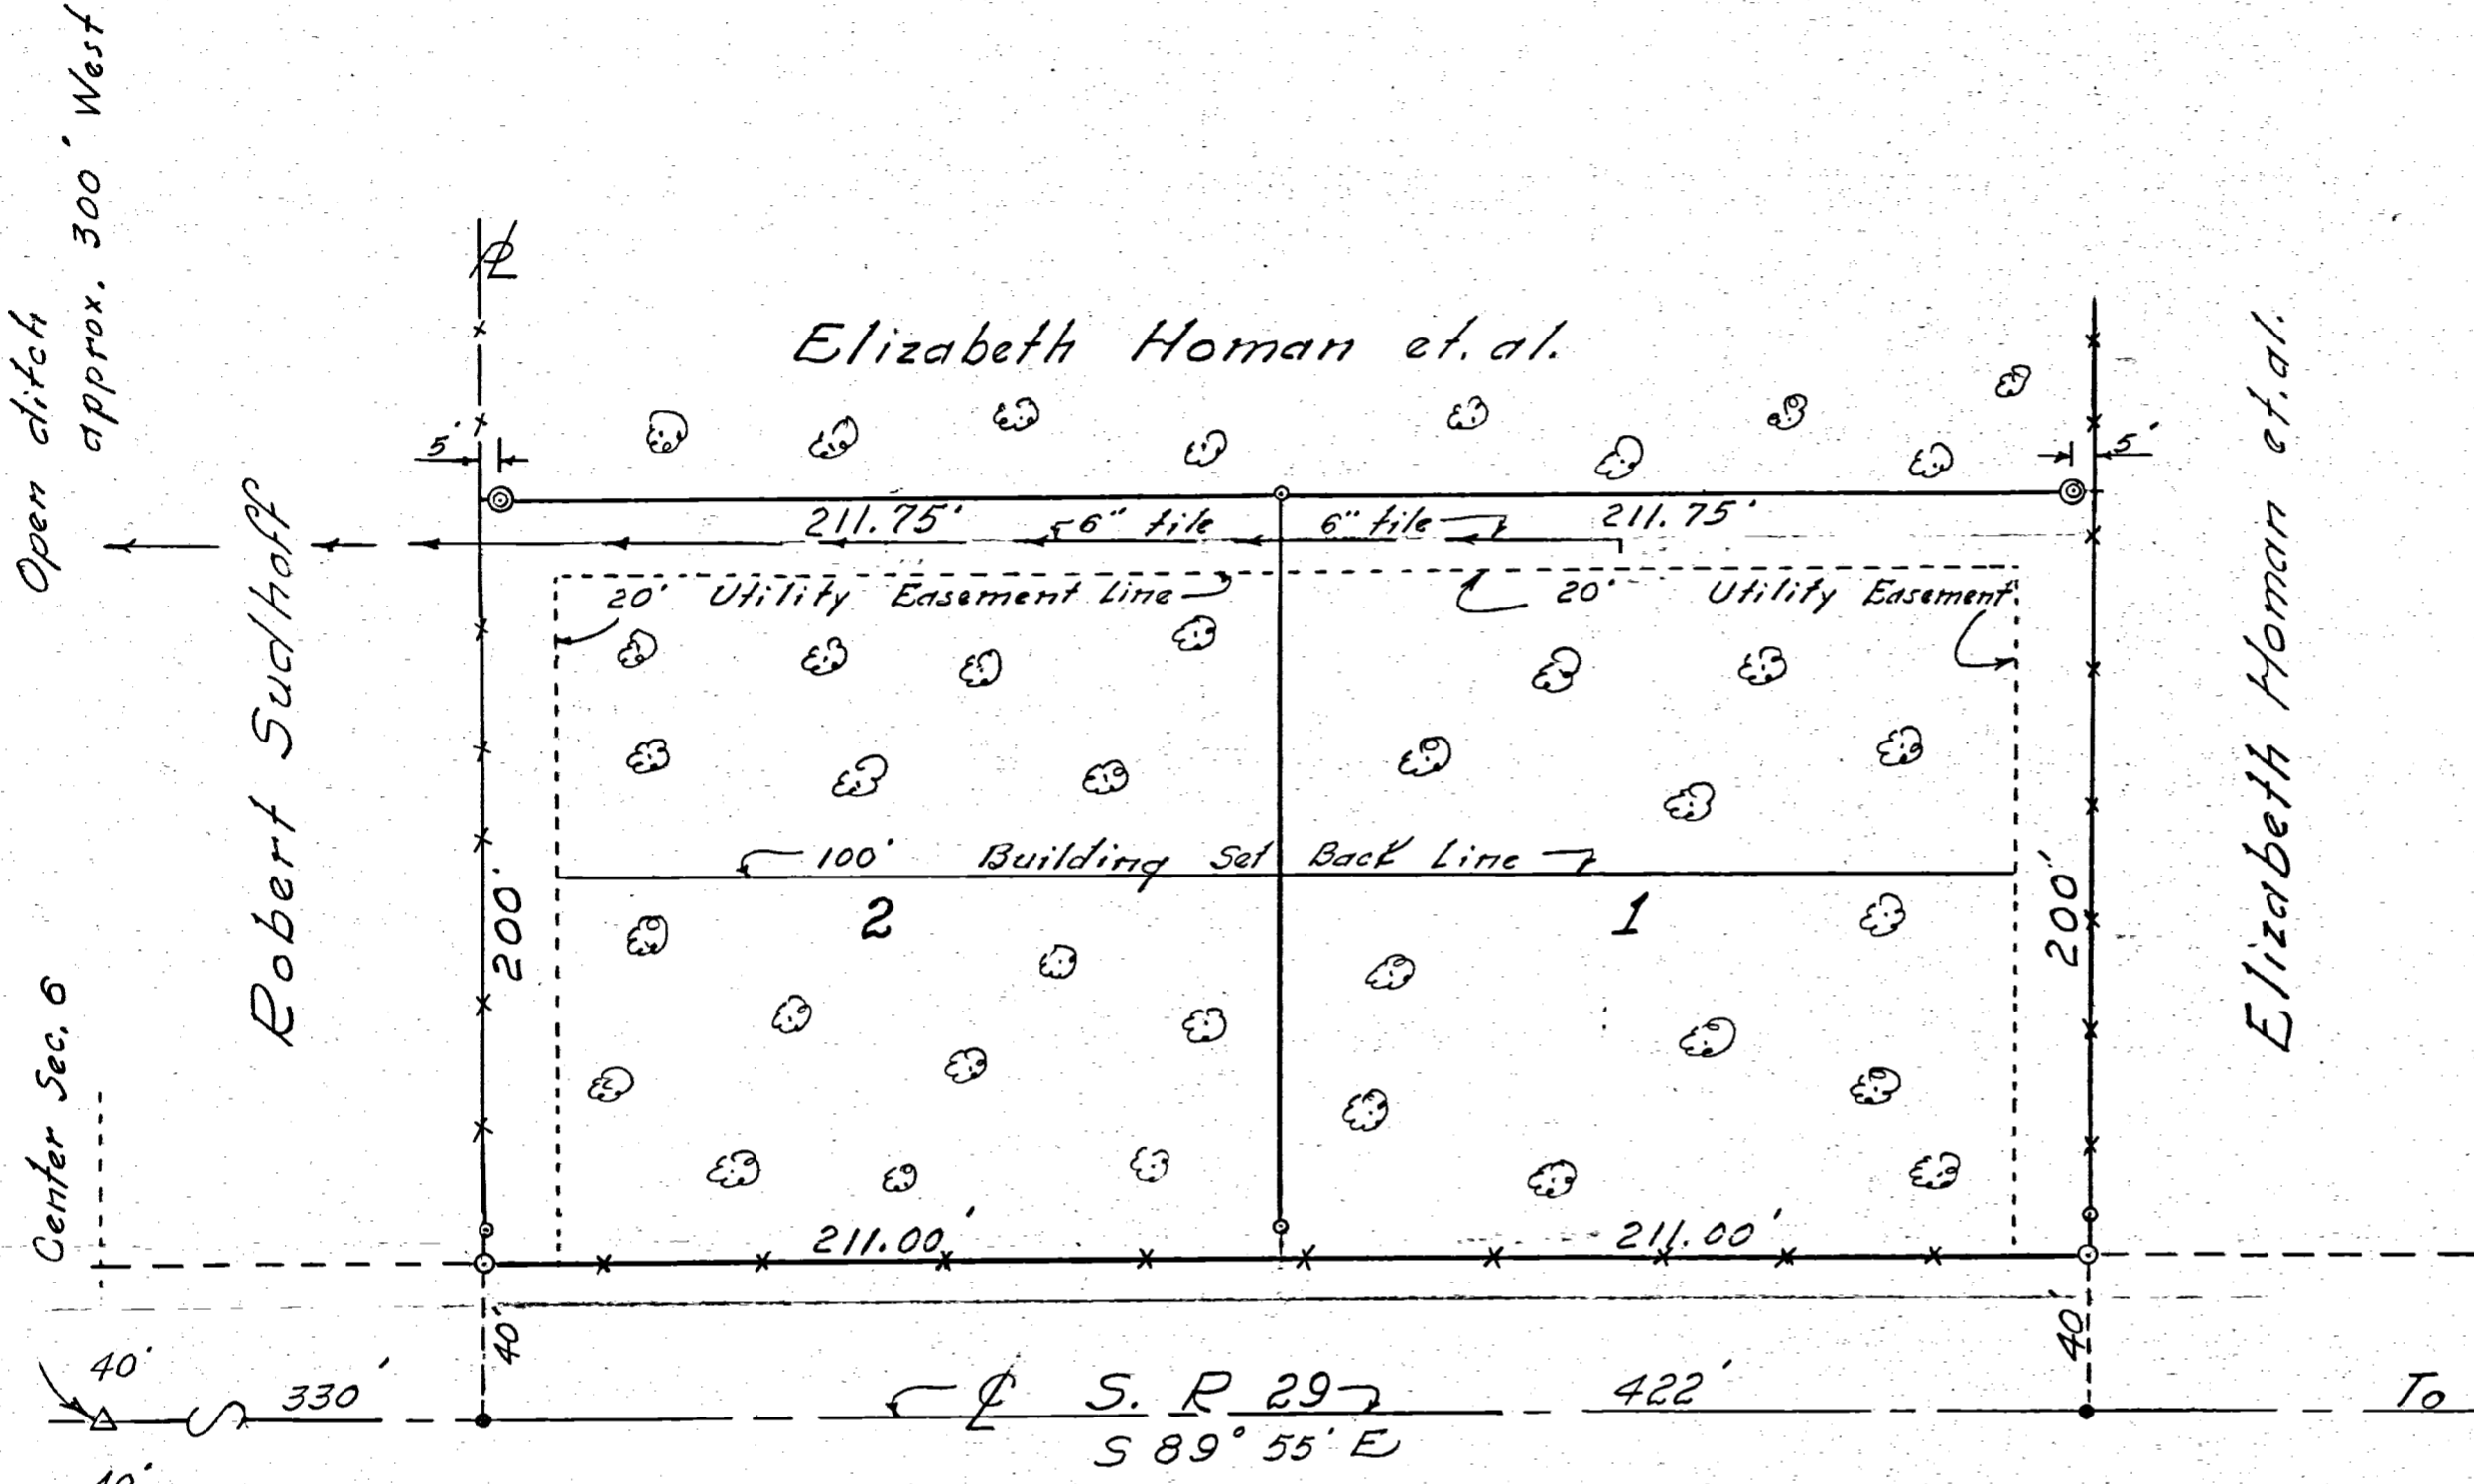 Open ditch
approx. 300' West
℄
Elizabeth Homan et. al.
5'
5'
211.75'
6" tile
6" tile
211.75'
20' Utility Easement Line
20' Utility Easement
Robert Sudhoff
Elizabeth Homan et. al.
100' Building Set Back Line
2
1
200'
200'
Center Sec. 6
211.00'
211.00'
40'
40'
40'
330'
℄ S. R 29
422'
To
S 89° 55' E